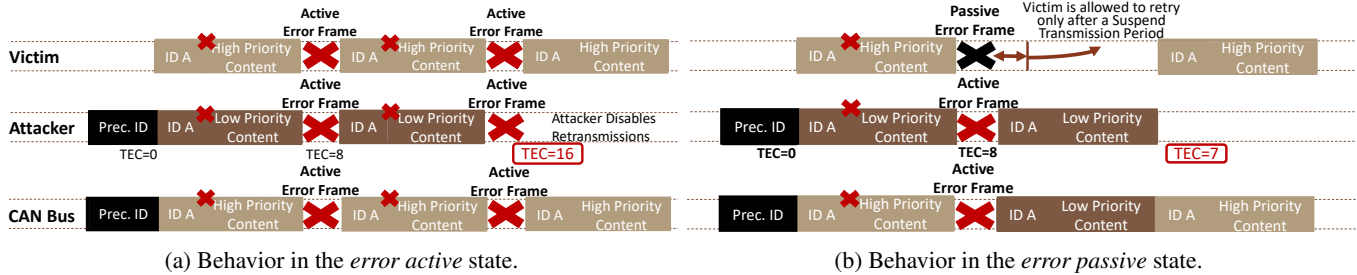 Active
Error Frame
Active
Error Frame
Victim
ID A
High Priority
Content
ID A
High Priority
Content
ID A
High Priority
Content
Active
Error Frame
Active
Error Frame
Attacker
Prec. ID
ID A
Low Priority
Content
ID A
Low Priority
Content
Attacker Disables
Retransmissions
TEC=0
TEC=8
TEC=16
Active
Error Frame
Active
Error Frame
CAN Bus
Prec. ID
ID A
High Priority
Content
ID A
High Priority
Content
ID A
High Priority
Content
(a) Behavior in the error active state.
Passive
Error Frame
Victim is allowed to retry
only after a Suspend
Transmission Period
ID A
High Priority
Content
ID A
High Priority
Content
Active
Error Frame
Prec. ID
ID A
Low Priority
Content
ID A
Low Priority
Content
TEC=0
TEC=8
TEC=7
Active
Error Frame
Prec. ID
ID A
High Priority
Content
ID A
Low Priority
Content
ID A
High Priority
Content
(b) Behavior in the error passive state.